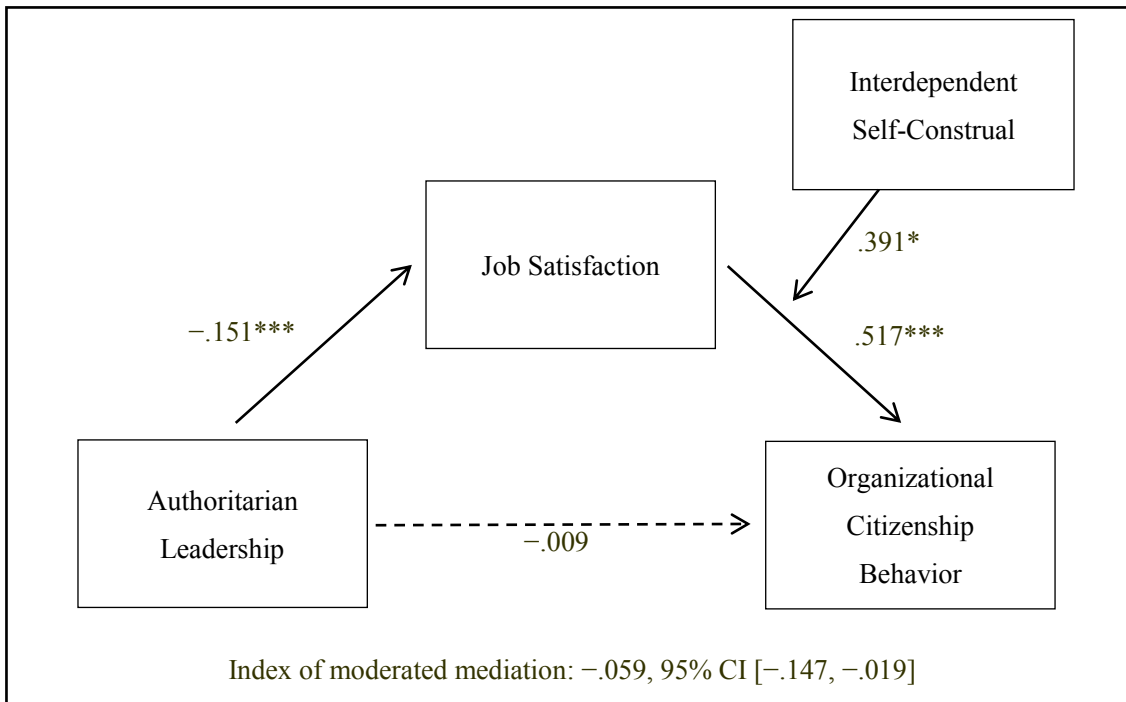 Interdependent
Self-Construal
Job Satisfaction
.391*
−.151***
.517***
Authoritarian
Leadership
−.009
Organizational
Citizenship
Behavior
Index of moderated mediation: −.059, 95% CI [−.147, −.019]